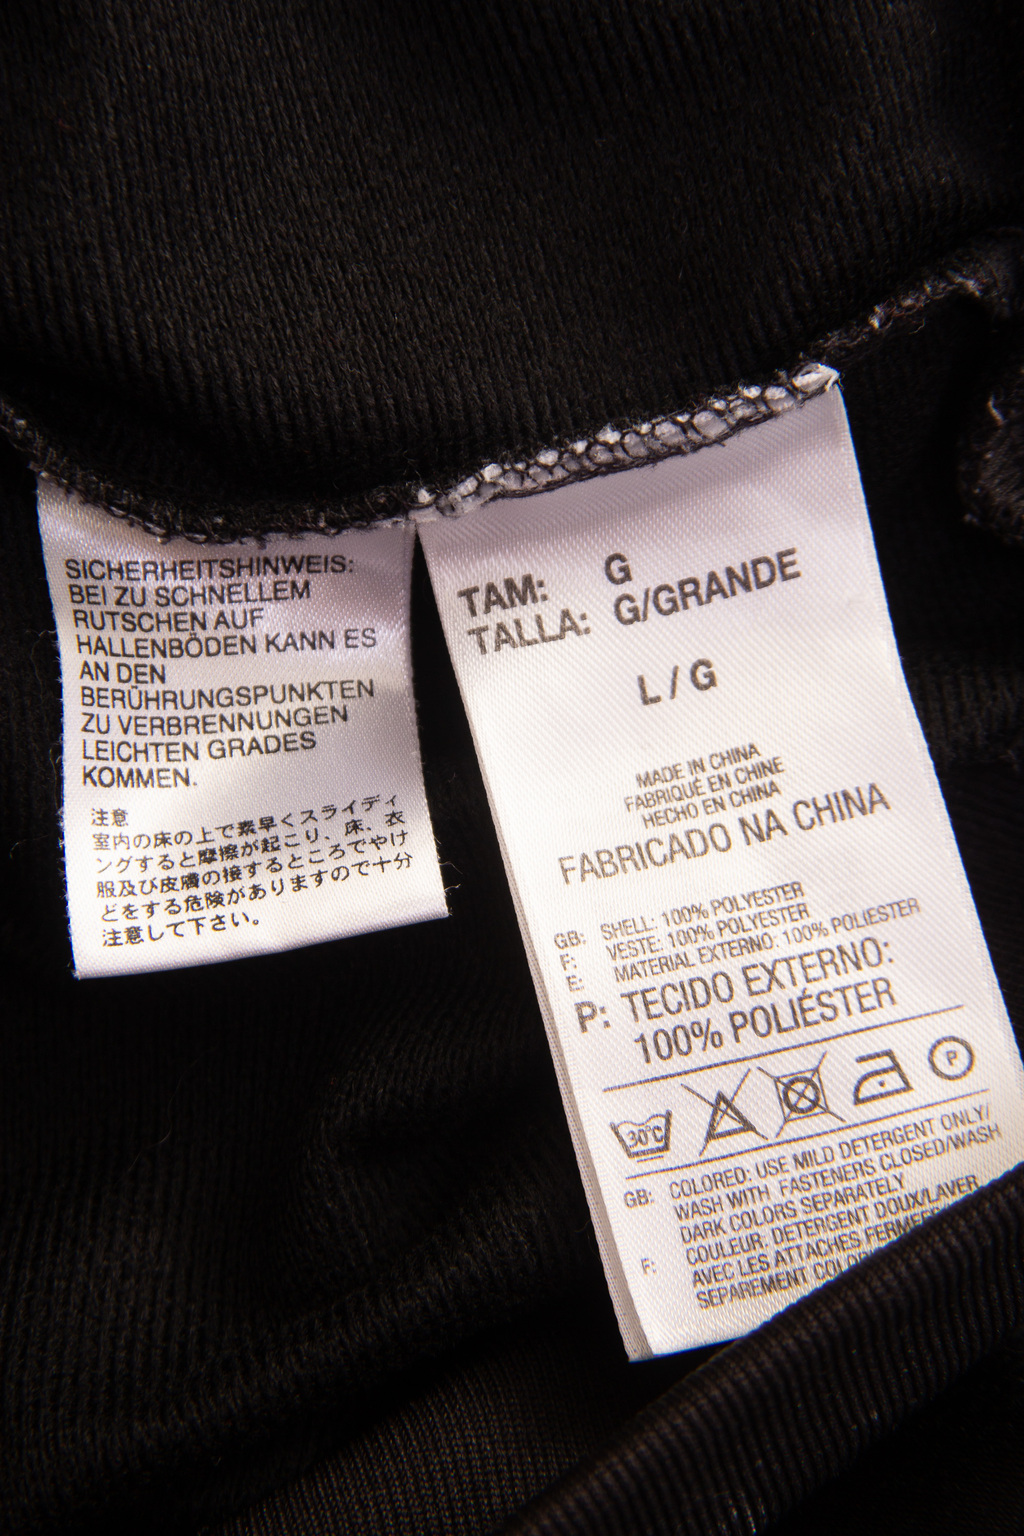 SICHERHEITSHINWEIS:
BEI ZU SCHNELLEM
RUTSCHEN AUF
HALLENBÖDEN KANN ES
AN DEN
BERÜHRUNGSPUNKTEN
ZU VERBRENNUNGEN
LEICHTEN GRADES
KOMMEN.
注意
室内の床の上で素早くスライディ
ングすると摩擦が起こり、床、衣
服及び皮膚の接するところでやけ
どをする危険がありますので十分
注意して下さい。
TAM: G
TALLA: G/GRANDE
L / G
MADE IN CHINA
FABRIQUÉ EN CHINE
HECHO EN CHINA
FABRICADO NA CHINA
GB: SHELL: 100% POLYESTER
F: VESTE: 100% POLYESTER
E: MATERIAL EXTERNO: 100% POLIESTER
P: TECIDO EXTERNO:
100% POLIÉSTER
30°C P
GB: COLORED: USE MILD DETERGENT ONLY/
WASH WITH FASTENERS CLOSED/WASH
DARK COLORS SEPARATELY
F: COULEUR: DETERGENT DOUX/LAVER
AVEC LES ATTACHES
SEPAREMENT